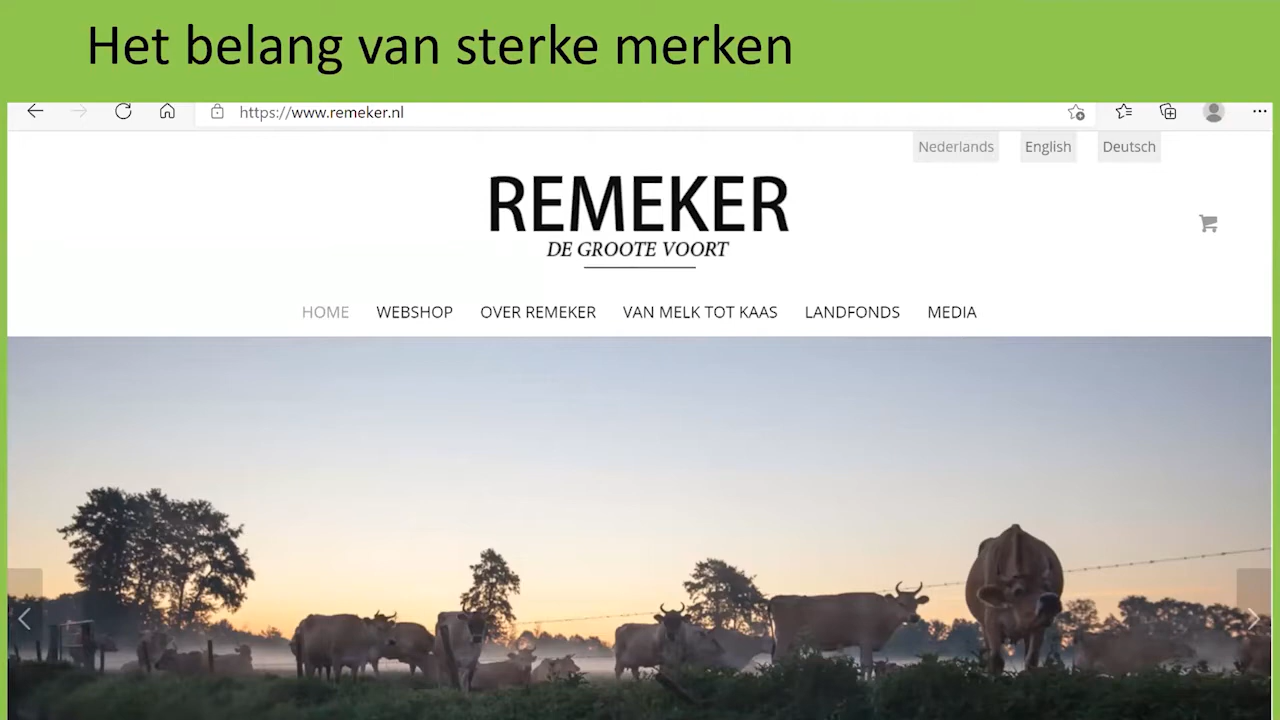 Het belang van sterke merken
https://www.remeker.nl
Nederlands English Deutsch
REMEKER
DE GROOTE VOORT
HOME WEBSHOP OVER REMEKER VAN MELK TOT KAAS LANDFONDS MEDIA